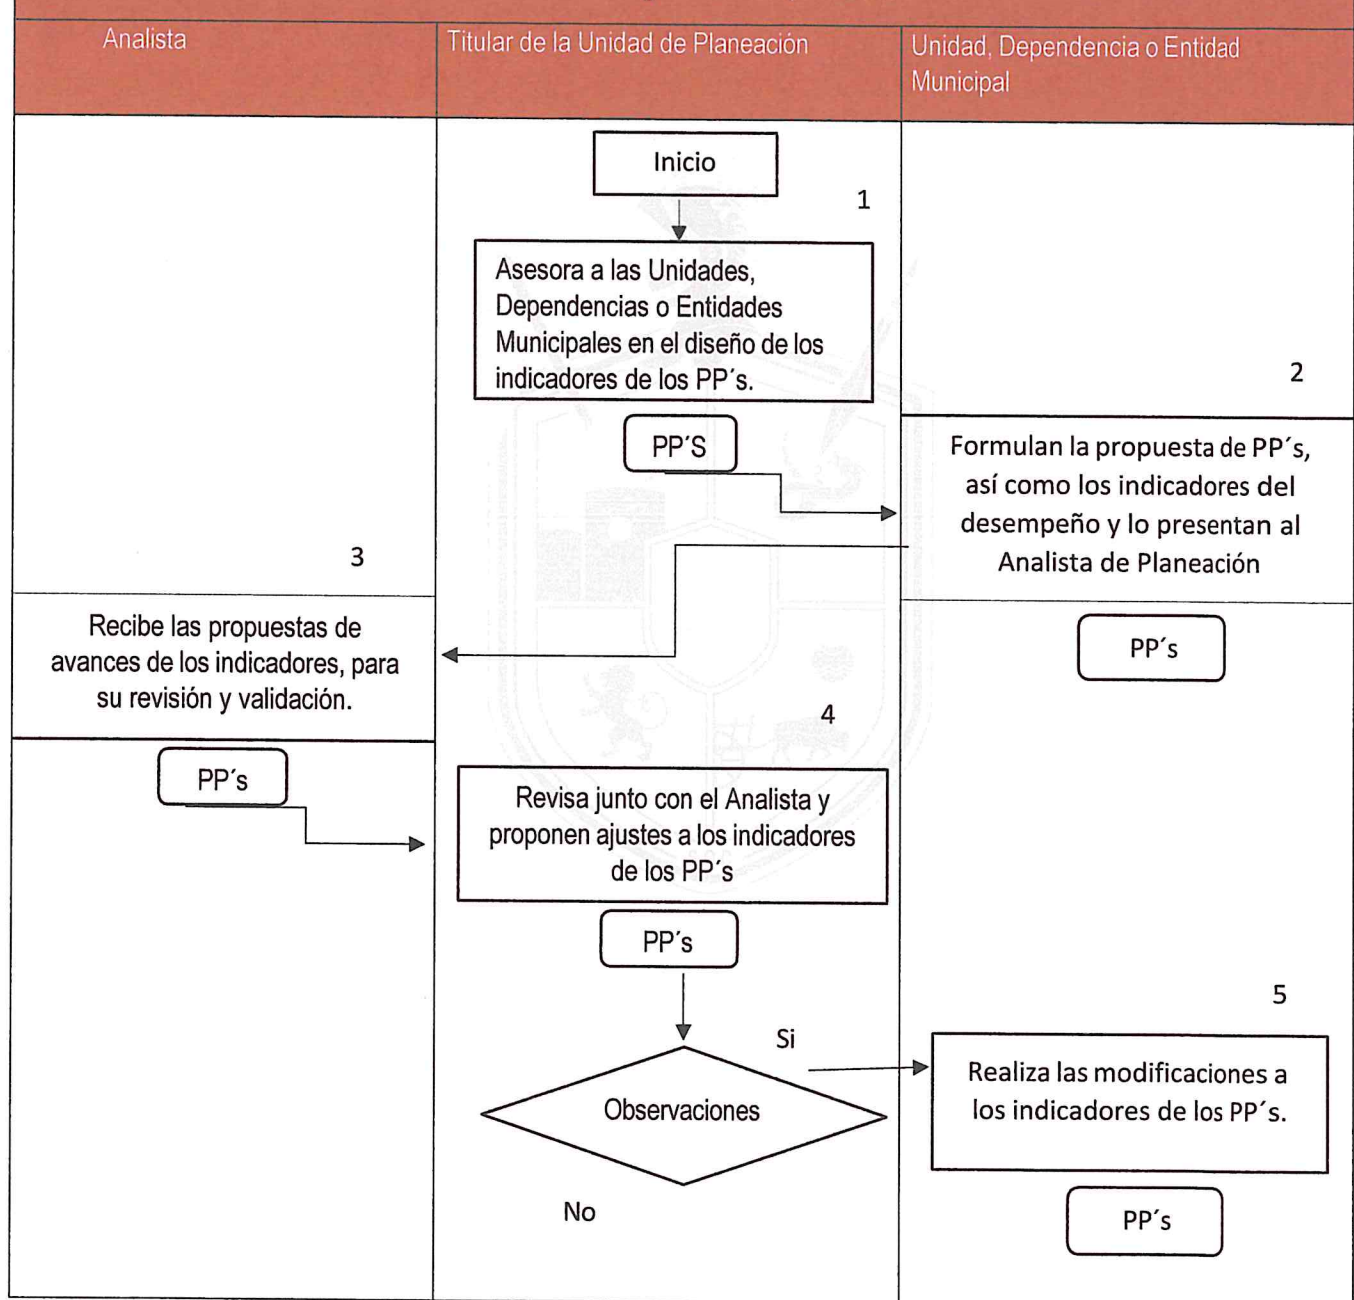 Analista
Titular de la Unidad de Planeación
Unidad, Dependencia o Entidad
Municipal
Inicio
1
Asesora a las Unidades,
Dependencias o Entidades
Municipales en el diseño de los
indicadores de los PP´s.
PP´S
2
Formulan la propuesta de PP´s,
así como los indicadores del
desempeño y lo presentan al
Analista de Planeación
PP´s
3
Recibe las propuestas de
avances de los indicadores, para
su revisión y validación.
PP´s
4
Revisa junto con el Analista y
proponen ajustes a los indicadores
de los PP´s
PP´s
Observaciones
Si
No
5
Realiza las modificaciones a
los indicadores de los PP´s.
PP´s